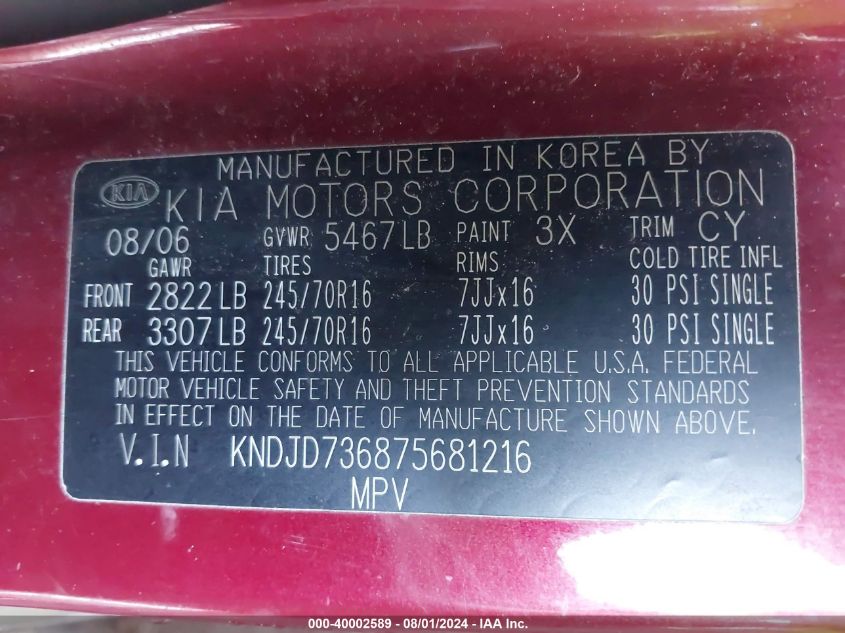 MANUFACTURED IN KOREA BY
KIA KIA MOTORS CORPORATION
08/06 GVWR 5467LB PAINT 3X TRIM CY
GAWR TIRES RIMS COLD TIRE INFL
FRONT 2822LB 245/70R16 7JJx16 30 PSI SINGLE
REAR 3307LB 245/70R16 7JJx16 30 PSI SINGLE
THIS VEHICLE CONFORMS TO ALL APPLICABLE U.S.A. FEDERAL
MOTOR VEHICLE SAFETY AND THEFT PREVENTION STANDARDS
IN EFFECT ON THE DATE OF MANUFACTURE SHOWN ABOVE.
V.I.N KNDJD736875681216
MPV
000-40002589 - 08/01/2024 - IAA Inc.